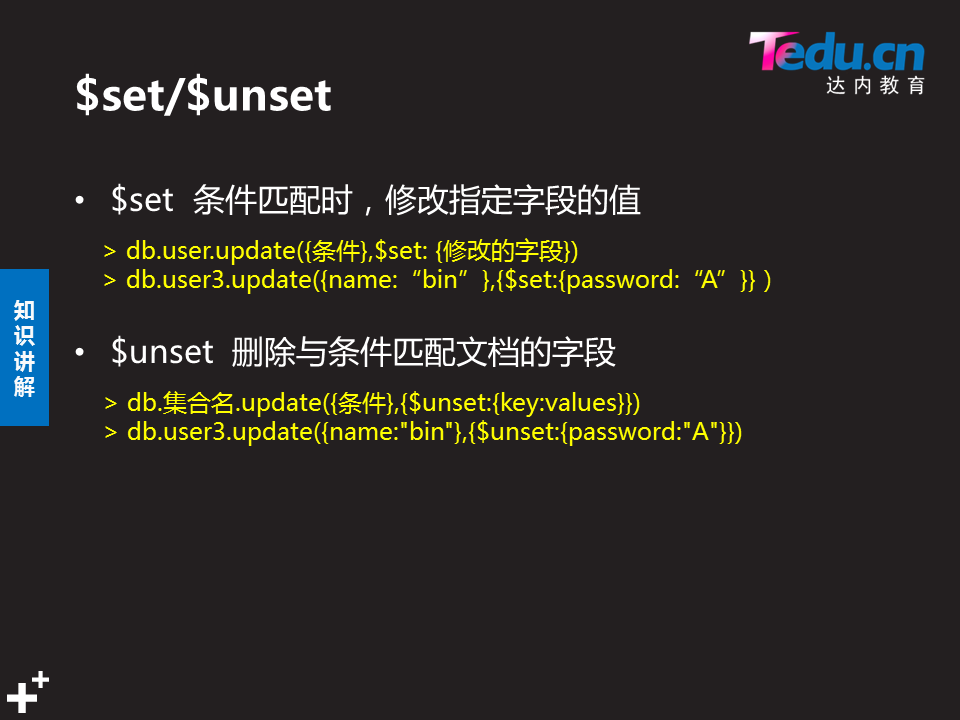 Tedu.cn
达内教育
$set/$unset
• $set 条件匹配时，修改指定字段的值
> db.user.update({条件},$set: {修改的字段})
> db.user3.update({name:“bin”},{$set:{password:“A”}} )
知识讲解
• $unset 删除与条件匹配文档的字段
> db.集合名.update({条件},{$unset:{key:values}})
> db.user3.update({name:"bin"},{$unset:{password:"A"}})